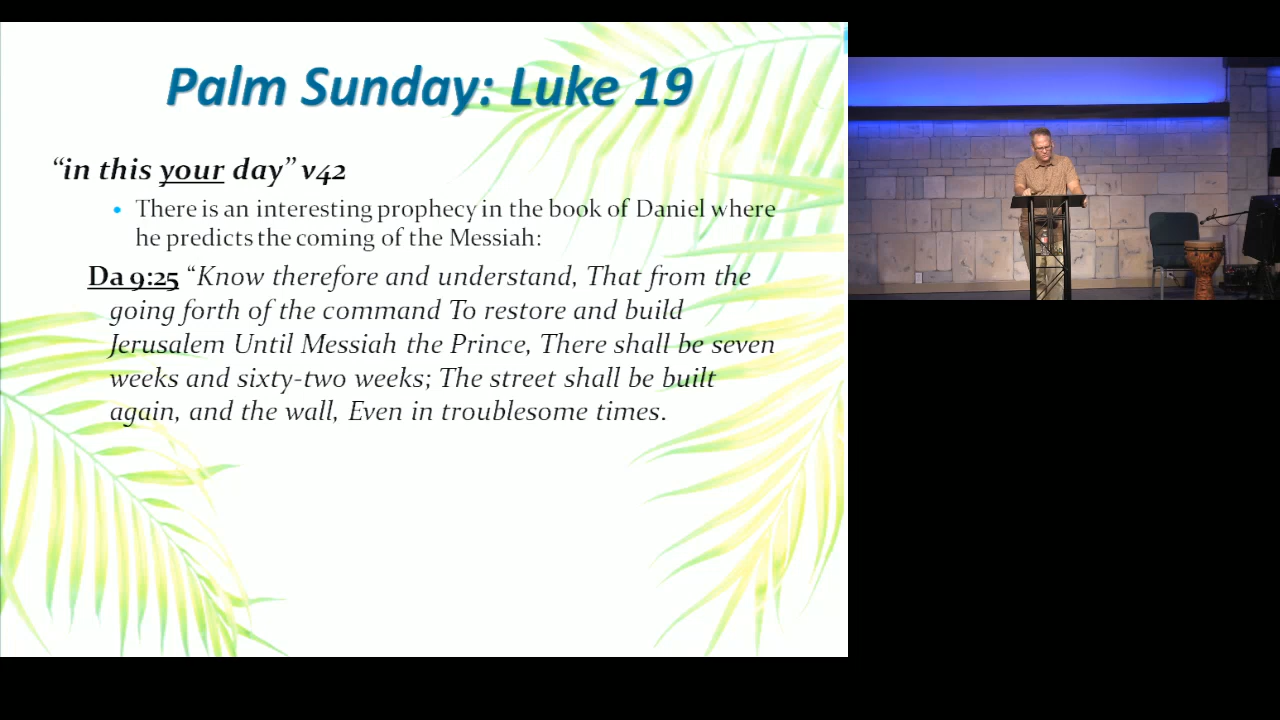 Palm Sunday: Luke 19
“in this your day” v42
• There is an interesting prophecy in the book of Daniel where
he predicts the coming of the Messiah:
Da 9:25 “Know therefore and understand, That from the
going forth of the command To restore and build
Jerusalem Until Messiah the Prince, There shall be seven
weeks and sixty-two weeks; The street shall be built
again, and the wall, Even in troublesome times.